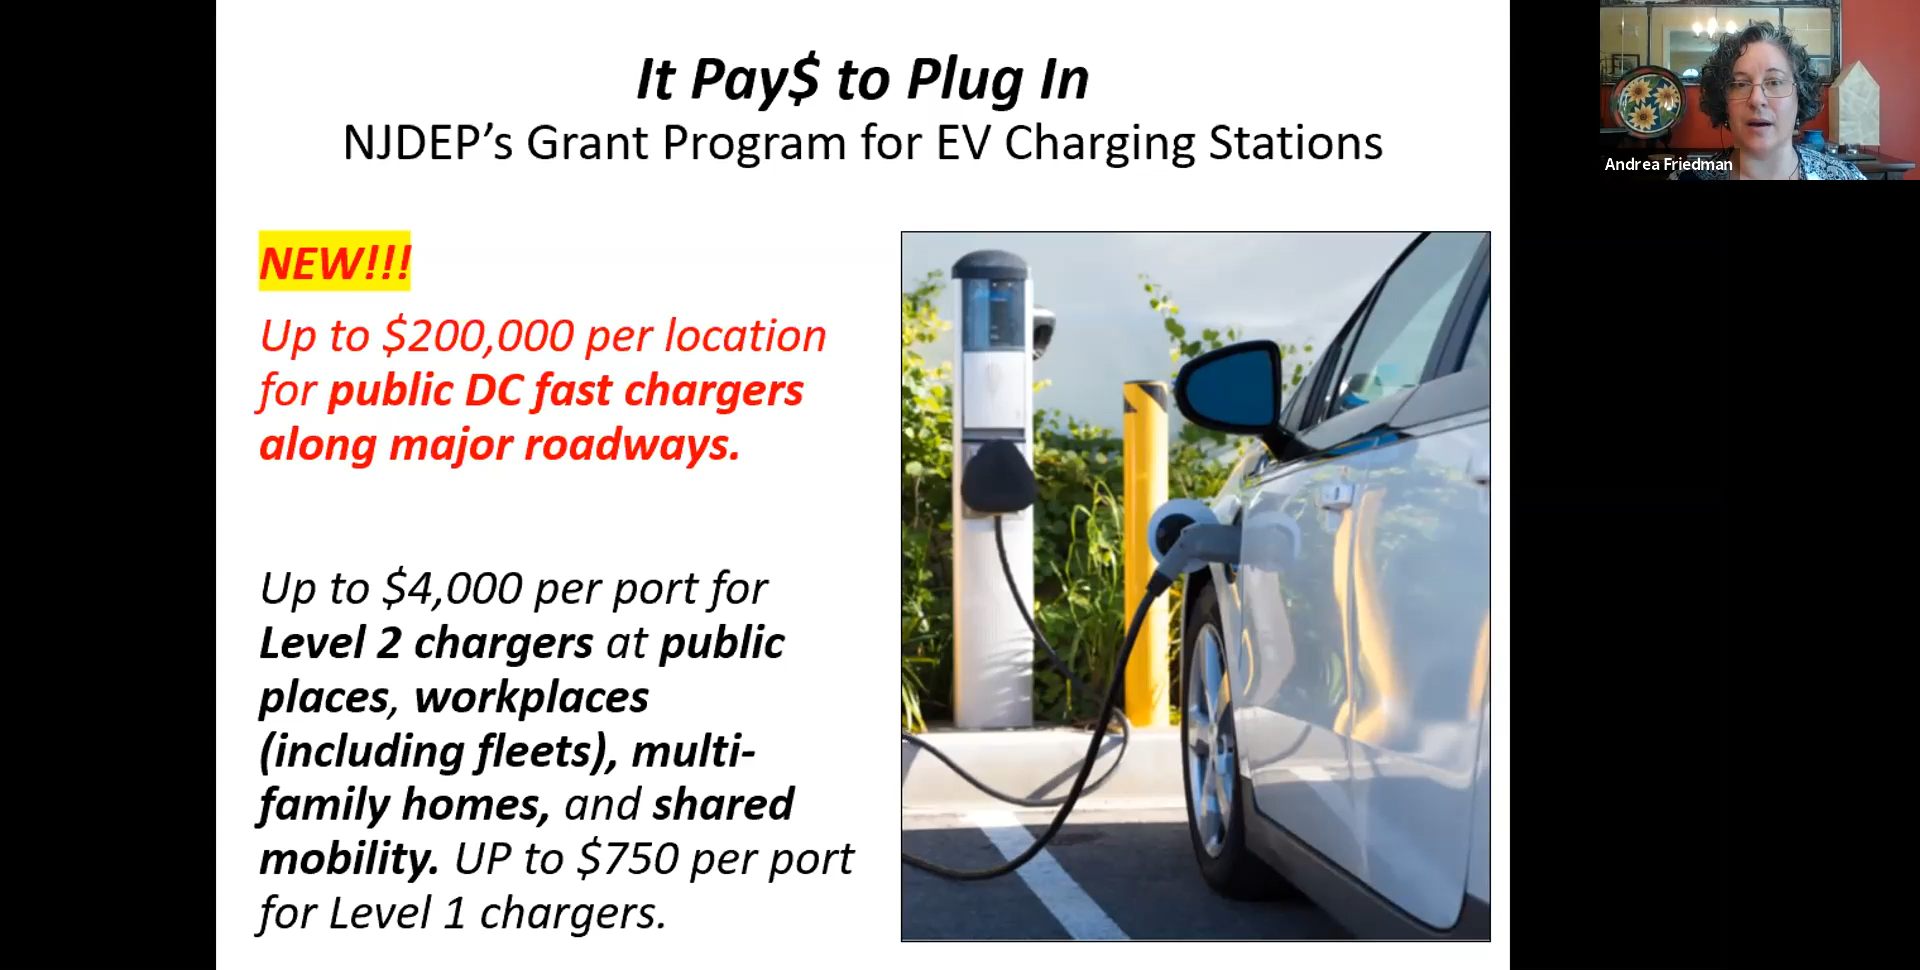 It Pay$ to Plug In
NJDEP’s Grant Program for EV Charging Stations
NEW!!!
Up to $200,000 per location
for public DC fast chargers
along major roadways.
Up to $4,000 per port for
Level 2 chargers at public
places, workplaces
(including fleets), multi-
family homes, and shared
mobility. UP to $750 per port
for Level 1 chargers.
Andrea Friedman